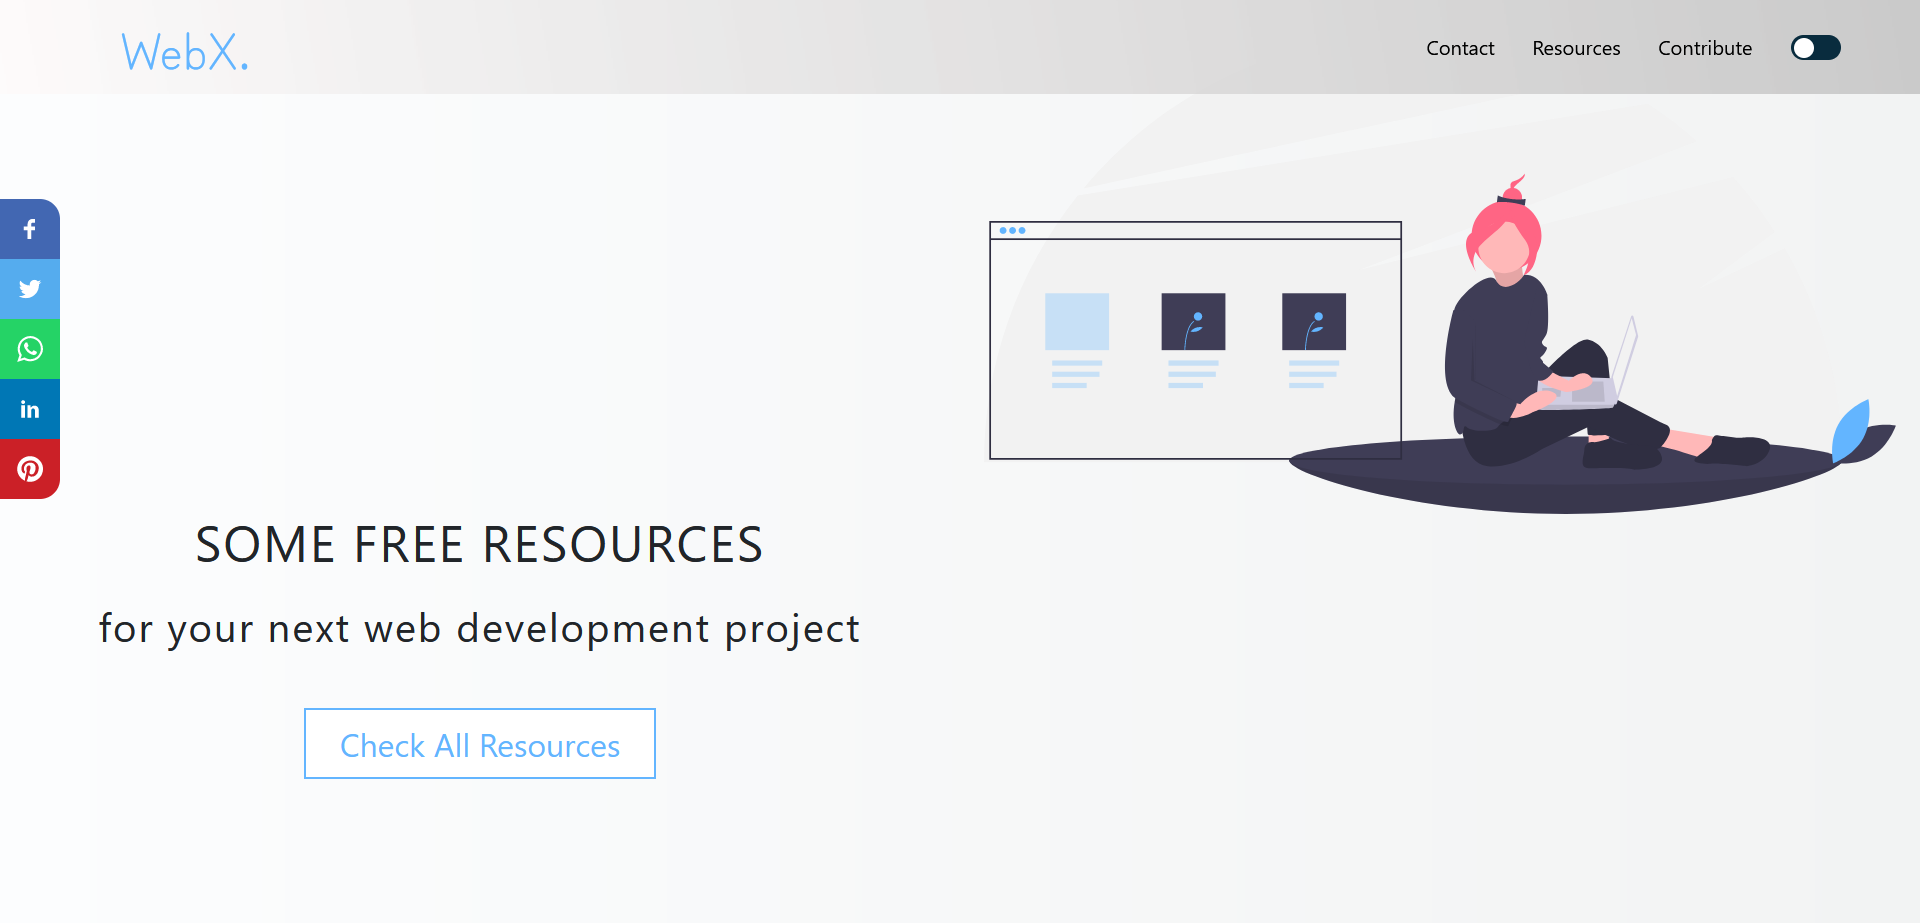 WebX.
Contact Resources Contribute
SOME FREE RESOURCES
for your next web development project
Check All Resources